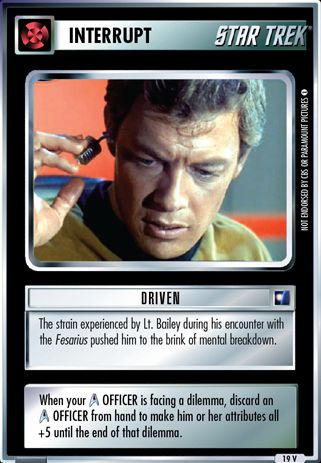 INTERRUPT
STAR TREK®
NOT ENDORSED BY CBS OR PARAMOUNT PICTURES
DRIVEN
The strain experienced by Lt. Bailey during his encounter
with the Fesarius pushed him to the brink of mental breakdown.
When your OFFICER is facing a dilemma, discard an
OFFICER from hand to make him or her attributes all
+5 until the end of that dilemma.
19 V